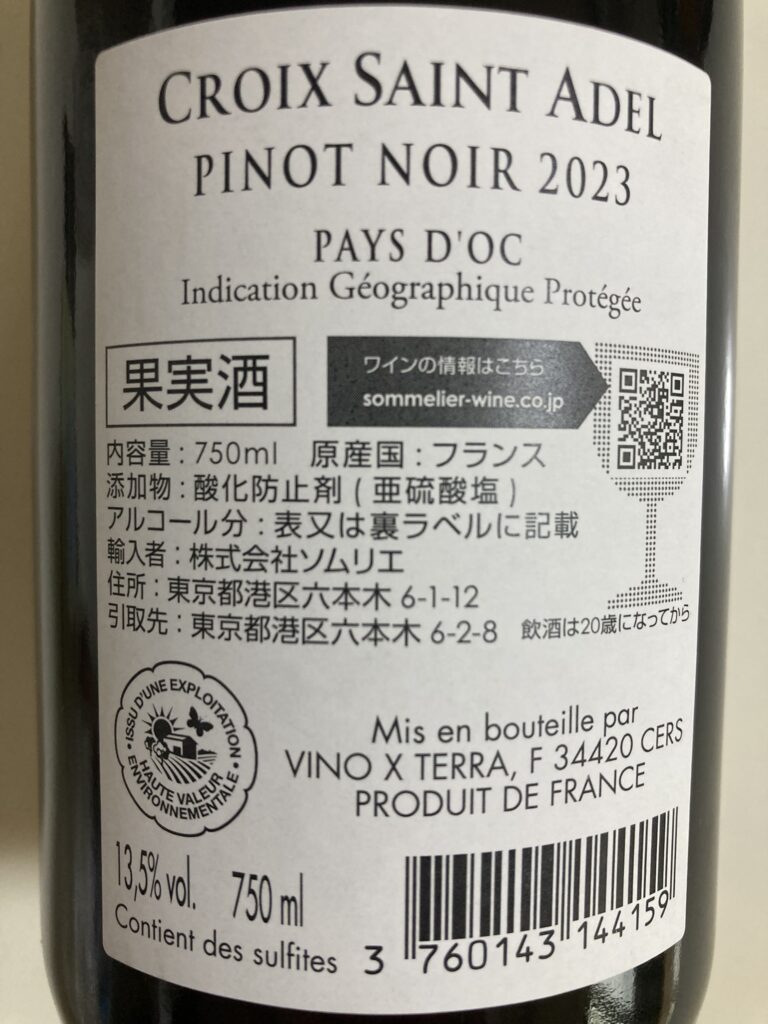 CROIX SAINT ADEL
PINOT NOIR 2023
PAYS D'OC
Indication Géographique Protégée
果実酒
ワインの情報はこちら
sommelier-wine.co.jp
内容量：750ml 原産国：フランス
添加物：酸化防止剤（亜硫酸塩）
アルコール分：表又は裏ラベルに記載
輸入者：株式会社ソムリエ
住所：東京都港区六本木 6-1-12
引取先：東京都港区六本木 6-2-8 飲酒は20歳になってから
• ISSU D'UNE EXPLOITATION •
HAUTE VALEUR
ENVIRONNEMENTALE
Mis en bouteille par
VINO X TERRA, F 34420 CERS
PRODUIT DE FRANCE
13,5% vol. 750 ml
Contient des sulfites
3 760143 144159